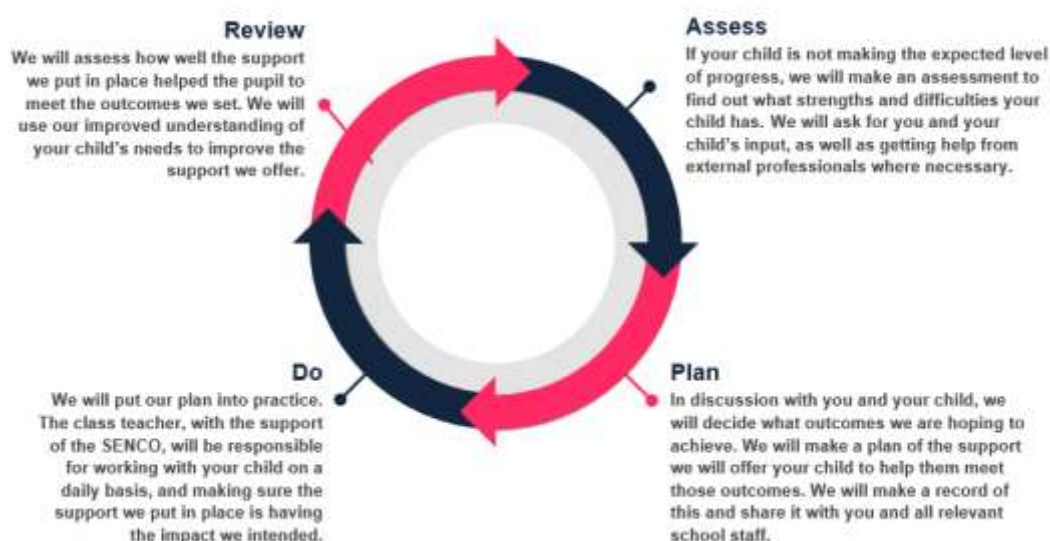 Review
We will assess how well the support
we put in place helped the pupil to
meet the outcomes we set. We will
use our improved understanding of
your child's needs to improve the
support we offer.
Assess
If your child is not making the expected level
of progress, we will make an assessment to
find out what strengths and difficulties your
child has. We will ask for you and your
child's input, as well as getting help from
external professionals where necessary.
Do
We will put our plan into practice.
The class teacher, with the support
of the SENCO, will be responsible
for working with your child on a
daily basis, and making sure the
support we put in place is having
the impact we intended.
Plan
In discussion with you and your child, we
will decide what outcomes we are hoping to
achieve. We will make a plan of the support
we will offer your child to help them meet
those outcomes. We will make a record of
this and share it with you and all relevant
school staff.